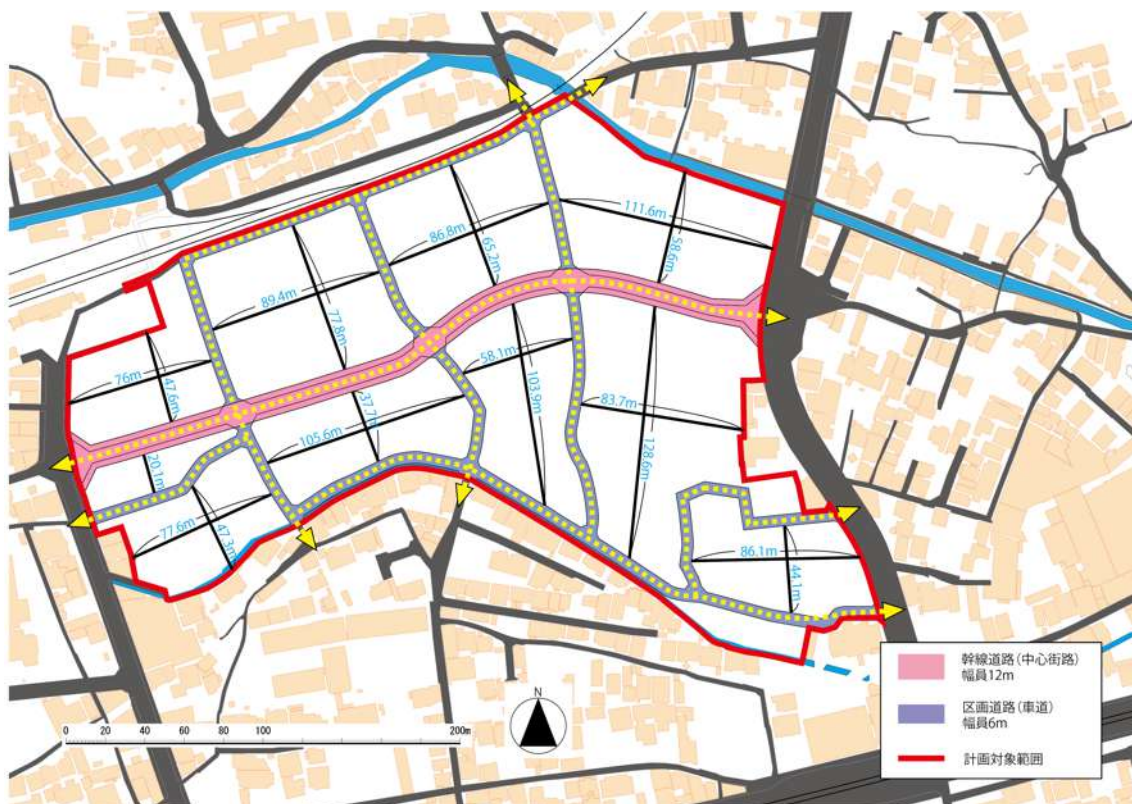 111.6m
58.6m
86.8m
65.2m
89.4m
77.8m
76m
47.6m
58.1m
103.9m
83.7m
128.6m
37.7m
105.6m
20.1m
77.6m
47.3m
86.1m
44.1m
N
0 20 40 60 80 100 200m
幹線道路(中心街路)
幅員12m
区画道路(車道)
幅員6m
計画対象範囲